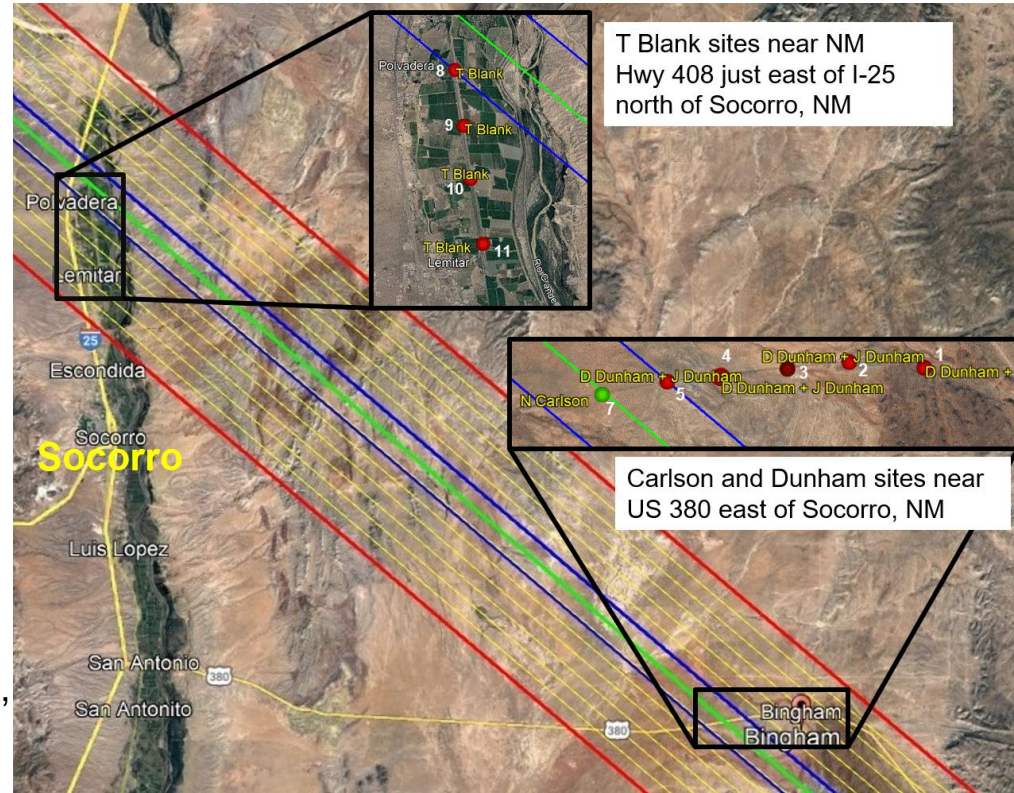 T Blank sites near NM
Hwy 408 just east of I-25
north of Socorro, NM
Polvadera
8
T Blank
9
T Blank
T Blank
10
T Blank
11
Lemitar
Rio Grande
Polvadera
Lemitar
25
Escondida
Socorro
Socorro
Luis Lopez
San Antonio
380
San Antonito
,
4
D Dunham + J Dunham
1
3
2
D Dunham +
D Dunham + J Dunham
D Dunham + J Dunham
5
N Carlson
7
Carlson and Dunham sites near
US 380 east of Socorro, NM
380
Bingham
Bingham